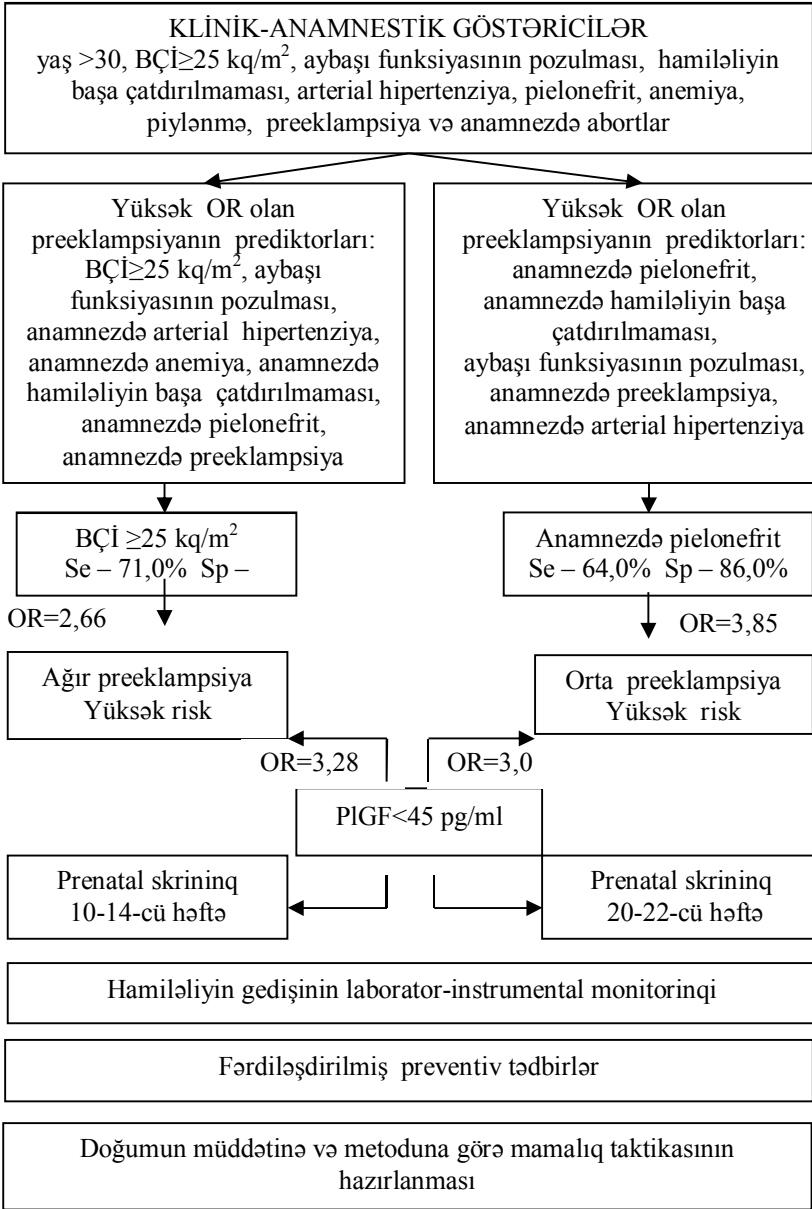 KLİNİK-ANAMNESTİK GÖSTƏRİCİLƏR
yaş >30, BÇİ≥25 kq/m², aybaşı funksiyasının pozulması, hamiləliyin
başa çatdırılmaması, arterial hipertenziya, pielonefrit, anemiya,
piylənmə, preeklampsiya və anamnezdə abortlar
Yüksək OR olan
preeklampsiyanın prediktorları:
BÇİ≥25 kq/m², aybaşı
funksiyasının pozulması,
anamnezdə arterial hipertenziya,
anamnezdə anemiya, anamnezdə
hamiləliyin başa çatdırılmaması,
anamnezdə pielonefrit,
anamnezdə preeklampsiya
Yüksək OR olan
preeklampsiyanın prediktorları:
anamnezdə pielonefrit,
anamnezdə hamiləliyin başa
çatdırılmaması,
aybaşı funksiyasının pozulması,
anamnezdə preeklampsiya,
anamnezdə arterial hipertenziya
BÇİ ≥25 kq/m²
Se – 71,0% Sp –
Anamnezdə pielonefrit
Se – 64,0% Sp – 86,0%
OR=2,66
OR=3,85
Ağır preeklampsiya
Yüksək risk
Orta preeklampsiya
Yüksək risk
OR=3,28
OR=3,0
PlGF<45 pg/ml
Prenatal skrininq
10-14-cü həftə
Prenatal skrininq
20-22-cü həftə
Hamiləliyin gedişinin laborator-instrumental monitorinqi
Fərdiləşdirilmiş preventiv tədbirlər
Doğumun müddətinə və metoduna görə mamalıq taktikasının
hazırlanması